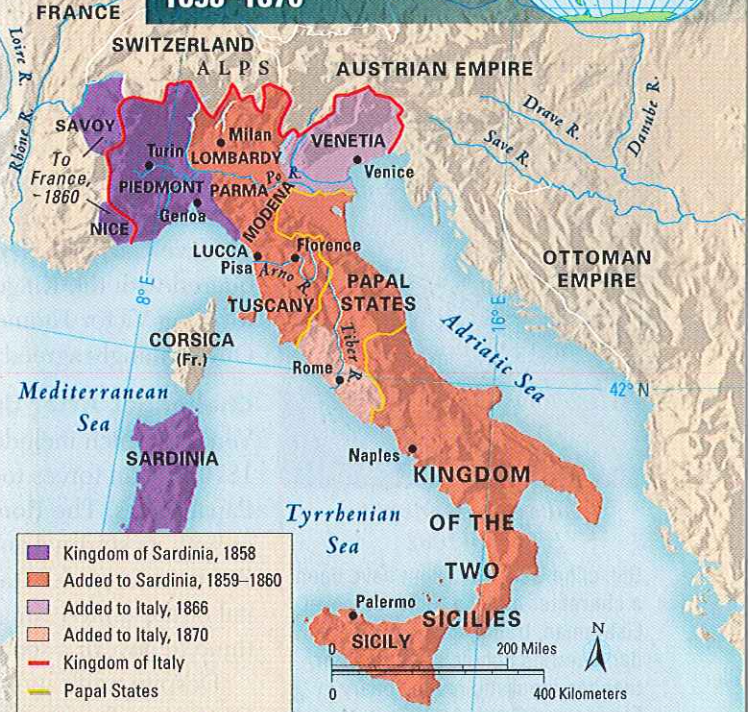 1858–1870
FRANCE
SWITZERLAND
ALPS
AUSTRIAN EMPIRE
Loire R.
Rhône R.
Drave R.
Danube R.
Save R.
SAVOY
To
France,
-1860
NICE
Turin
PIEDMONT
Genoa
Milan
LOMBARDY
VENETIA
Venice
Po R.
PARMA
MODENA
LUCCA
Pisa
Florence
Arno R.
TUSCANY
PAPAL
STATES
Tiber R.
OTTOMAN
EMPIRE
8° E
16° E
42° N
Adriatic Sea
CORSICA
(Fr.)
Rome
Mediterranean
Sea
SARDINIA
Naples
KINGDOM
OF THE
TWO
SICILIES
Tyrrhenian
Sea
Palermo
SICILY
Kingdom of Sardinia, 1858
Added to Sardinia, 1859–1860
Added to Italy, 1866
Added to Italy, 1870
Kingdom of Italy
Papal States
N
0 200 Miles
0 400 Kilometers